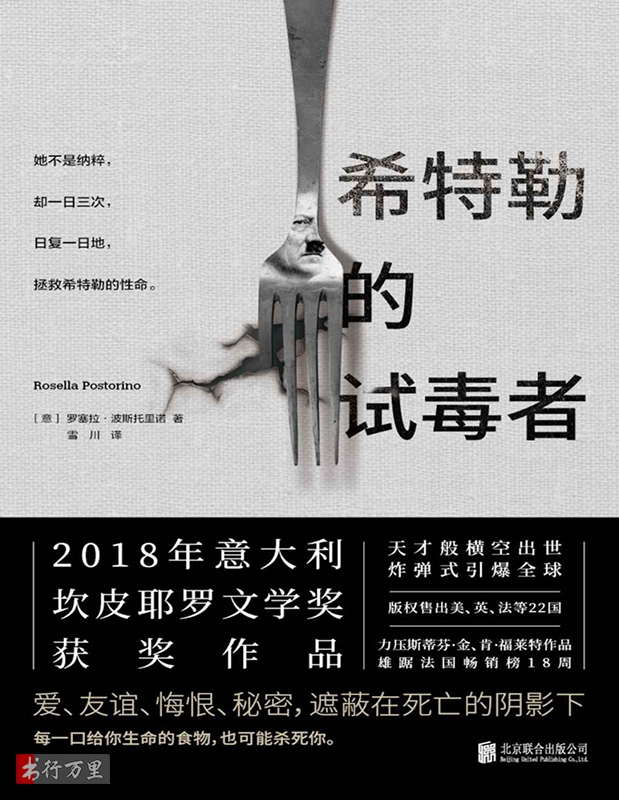 希特勒
的
试毒者
她不是纳粹，
却一日三次，
日复一日地，
拯救希特勒的性命。
Rosella Postorino
［意］罗塞拉·波斯托里诺 著
雪川 译
2018年意大利
坎皮耶罗文学奖
获奖作品
天才般横空出世
炸弹式引爆全球
版权售出美、英、法等22国
力压斯蒂芬·金、肯·福莱特作品
雄踞法国畅销榜18周
爱、友谊、悔恨、秘密，遮蔽在死亡的阴影下
每一口给你生命的食物，也可能杀死你。
书行万里
北京联合出版公司
Beijing United Publishing Co.,Ltd.